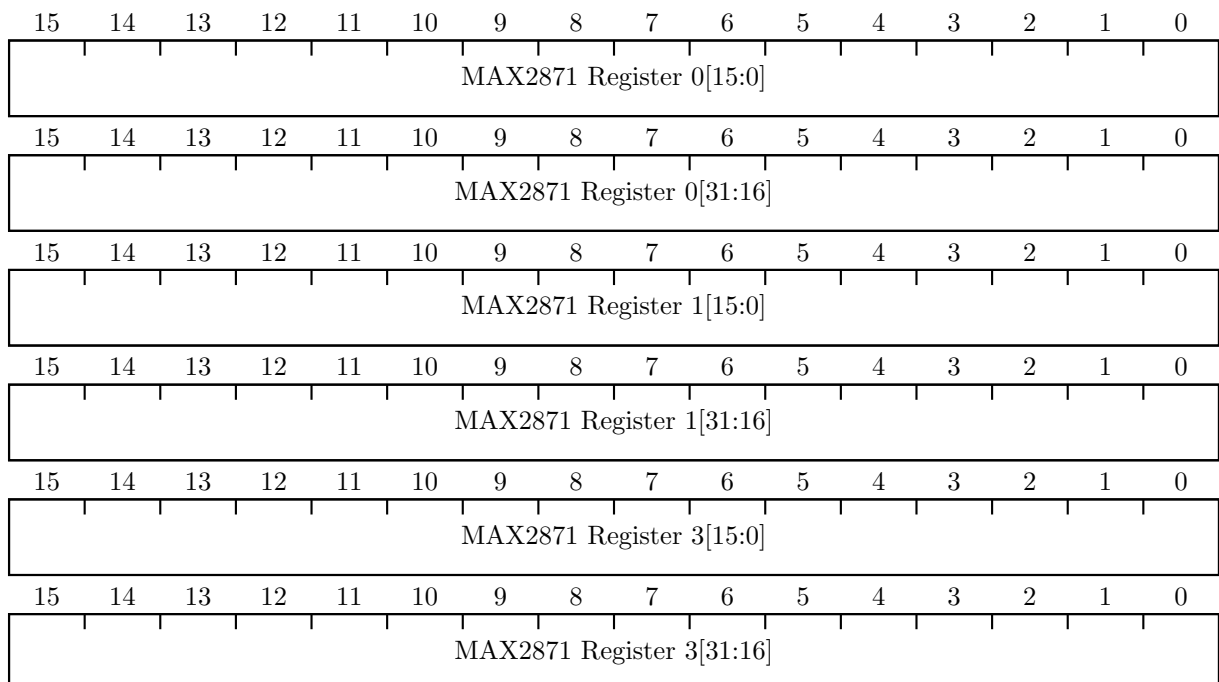 15 14 13 12 11 10 9 8 7 6 5 4 3 2 1 0
MAX2871 Register 0[15:0]
15 14 13 12 11 10 9 8 7 6 5 4 3 2 1 0
MAX2871 Register 0[31:16]
15 14 13 12 11 10 9 8 7 6 5 4 3 2 1 0
MAX2871 Register 1[15:0]
15 14 13 12 11 10 9 8 7 6 5 4 3 2 1 0
MAX2871 Register 1[31:16]
15 14 13 12 11 10 9 8 7 6 5 4 3 2 1 0
MAX2871 Register 3[15:0]
15 14 13 12 11 10 9 8 7 6 5 4 3 2 1 0
MAX2871 Register 3[31:16]